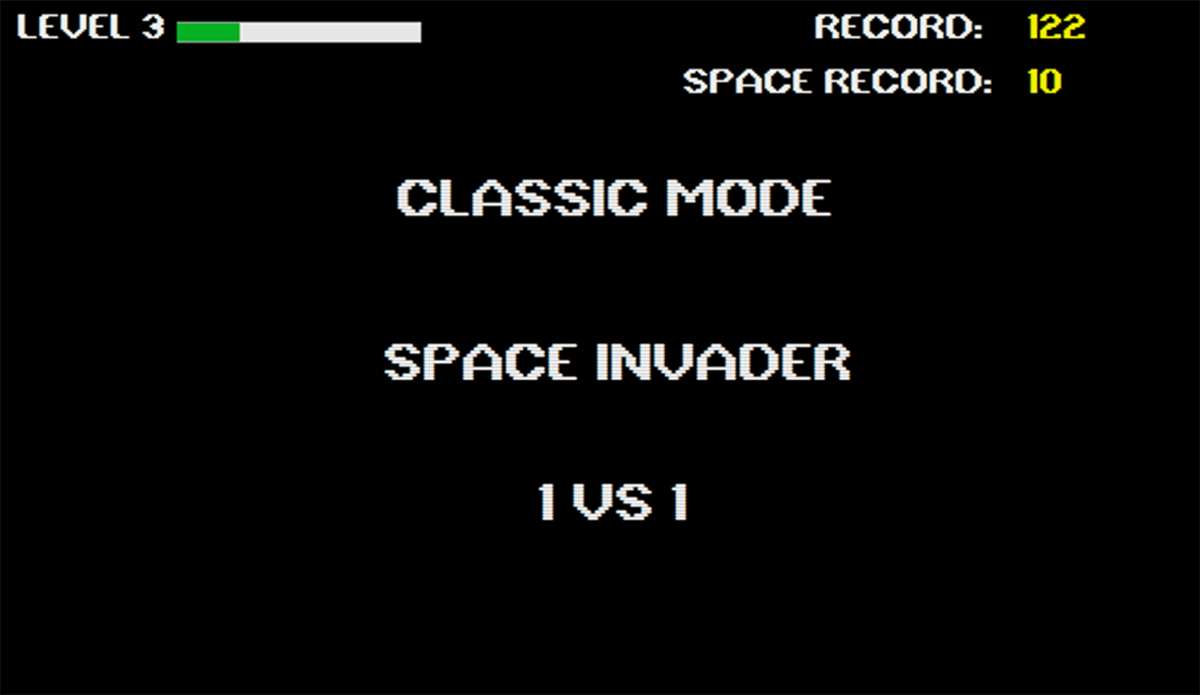 LEVEL 3
RECORD: 122
SPACE RECORD: 10
CLASSIC MODE
SPACE INVADER
1 VS 1